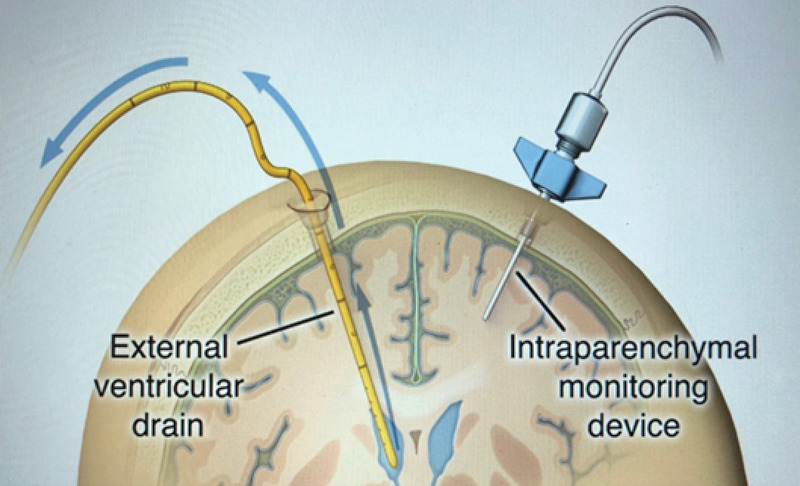 External
ventricular
drain
Intraparenchymal
monitoring
device